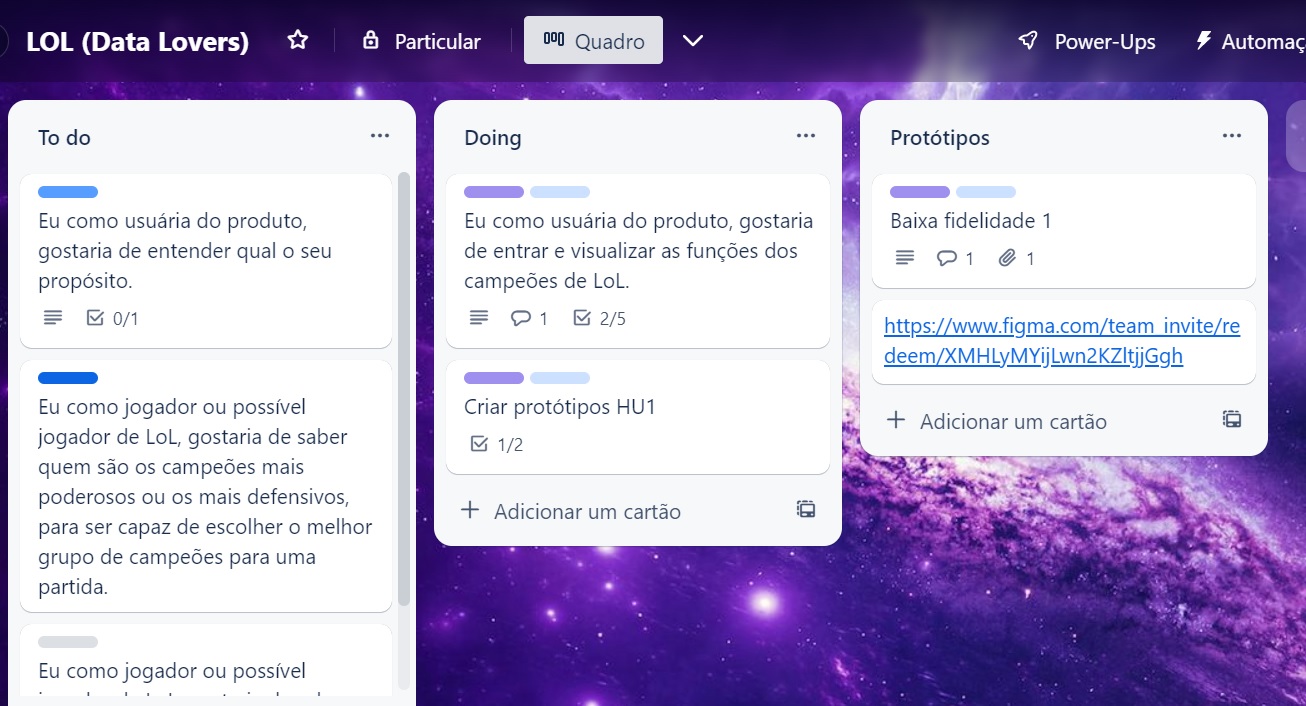 LOL (Data Lovers)
Particular
Quadro
Power-Ups
Automaç
To do
Eu como usuária do produto,
gostaria de entender qual o seu
propósito.
0/1
Eu como jogador ou possível
jogador de LoL, gostaria de saber
quem são os campeões mais
poderosos ou os mais defensivos,
para ser capaz de escolher o melhor
grupo de campeões para uma
partida.
Eu como jogador ou possível
Doing
Eu como usuária do produto, gostaria
de entrar e visualizar as funções dos
campeões de LoL.
1 2/5
Criar protótipos HU1
1/2
+ Adicionar um cartão
Protótipos
Baixa fidelidade 1
1 1
https://www.figma.com/team_invite/re
deem/XMHLyMYijLwn2KZltjjGgh
+ Adicionar um cartão